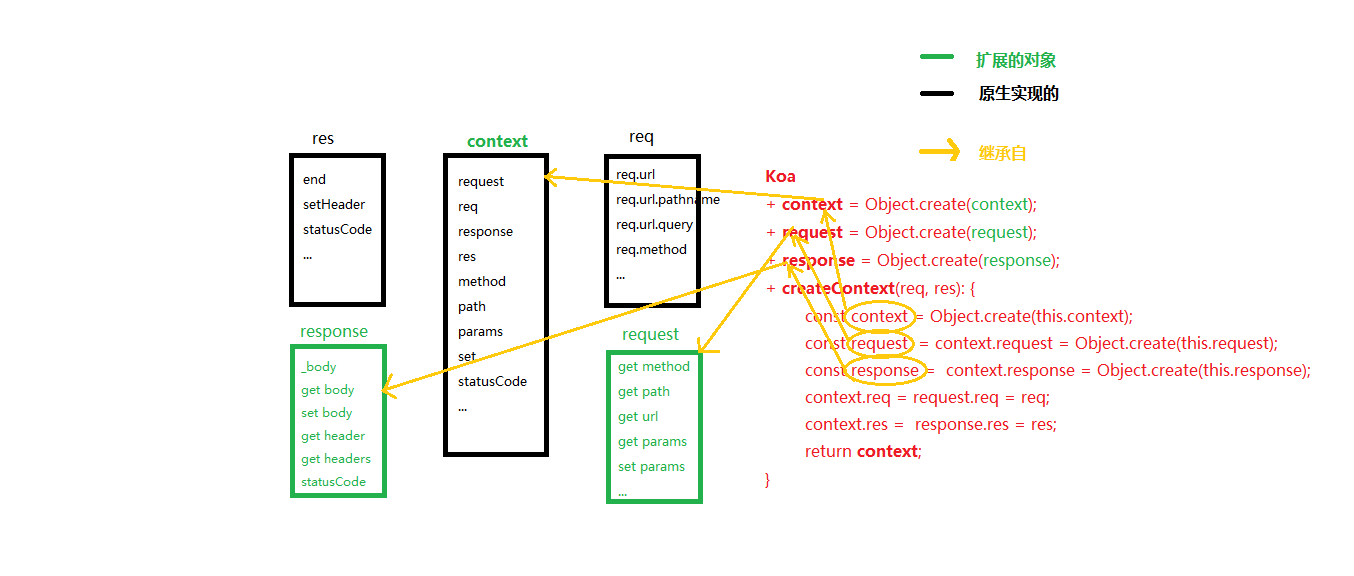 扩展的对象
原生实现的
继承自
res
end
setHeader
statusCode
...
response
_body
get body
set body
get header
get headers
statusCode
context
request
req
response
res
method
path
params
set
statusCode
...
req
req.url
req.url.pathname
req.url.query
req.method
...
request
get method
get path
get url
get params
set params
...
Koa
+ context = Object.create(context);
+ request = Object.create(request);
+ response = Object.create(response);
+ createContext(req, res): {
const context = Object.create(this.context);
const request = context.request = Object.create(this.request);
const response = context.response = Object.create(this.response);
context.req = request.req = req;
context.res = response.res = res;
return context;
}